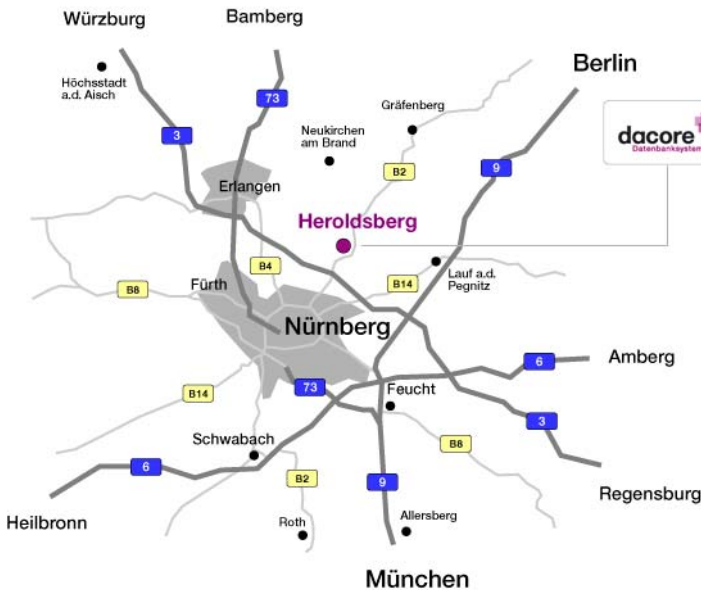 Würzburg
Bamberg
Berlin
Höchsstadt
a.d. Aisch
73
3
Neukirchen
am Brand
Gräfenberg
dacore
Datenbanksystem
9
B2
Erlangen
Heroldsberg
B4
Lauf a.d.
Pegnitz
B14
B8
Fürth
Nürnberg
6
Amberg
B14
73
Feucht
3
Schwabach
B8
6
B2
9
Regensburg
Heilbronn
Roth
Allersberg
München